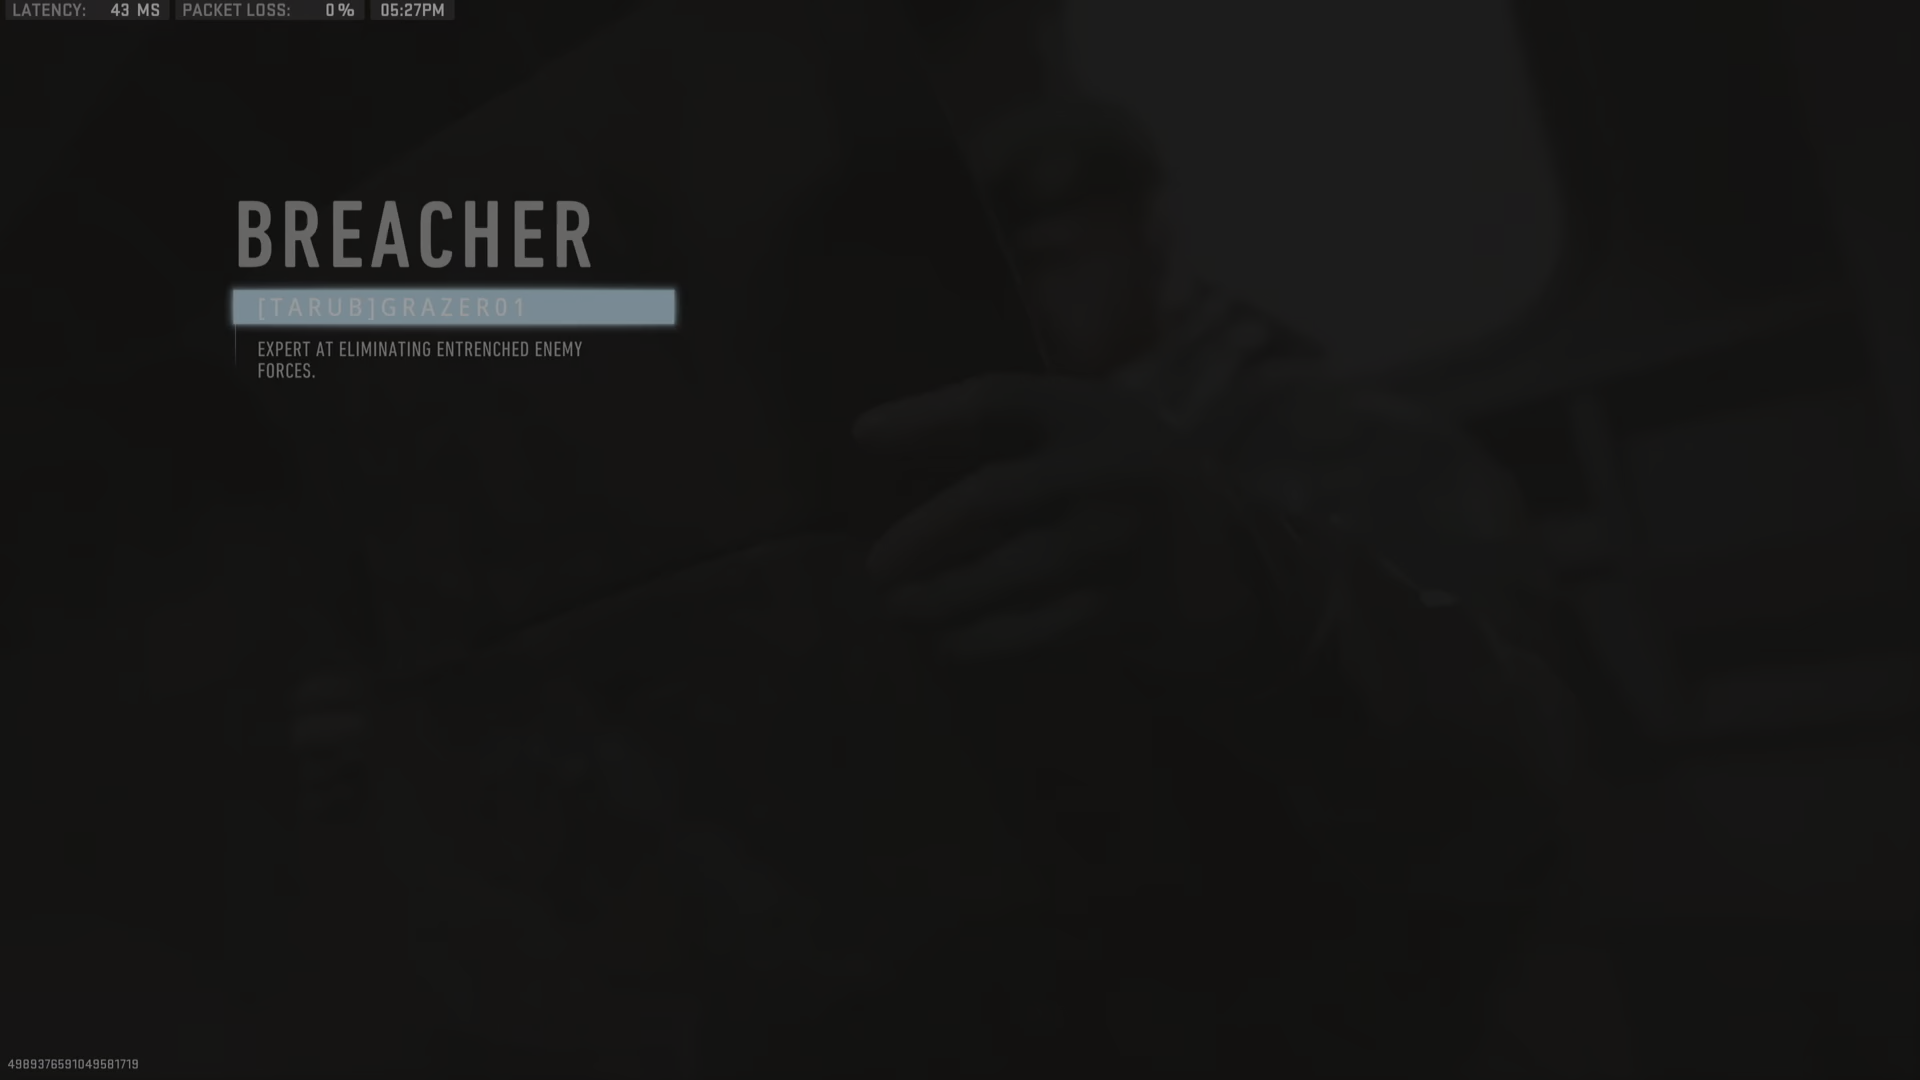 LATENCY: 43 MS PACKET LOSS: 0 % 05:27PM
BREACHER
[TARUB]GRAZER01
EXPERT AT ELIMINATING ENTRENCHED ENEMY
FORCES.
4989376591049581719